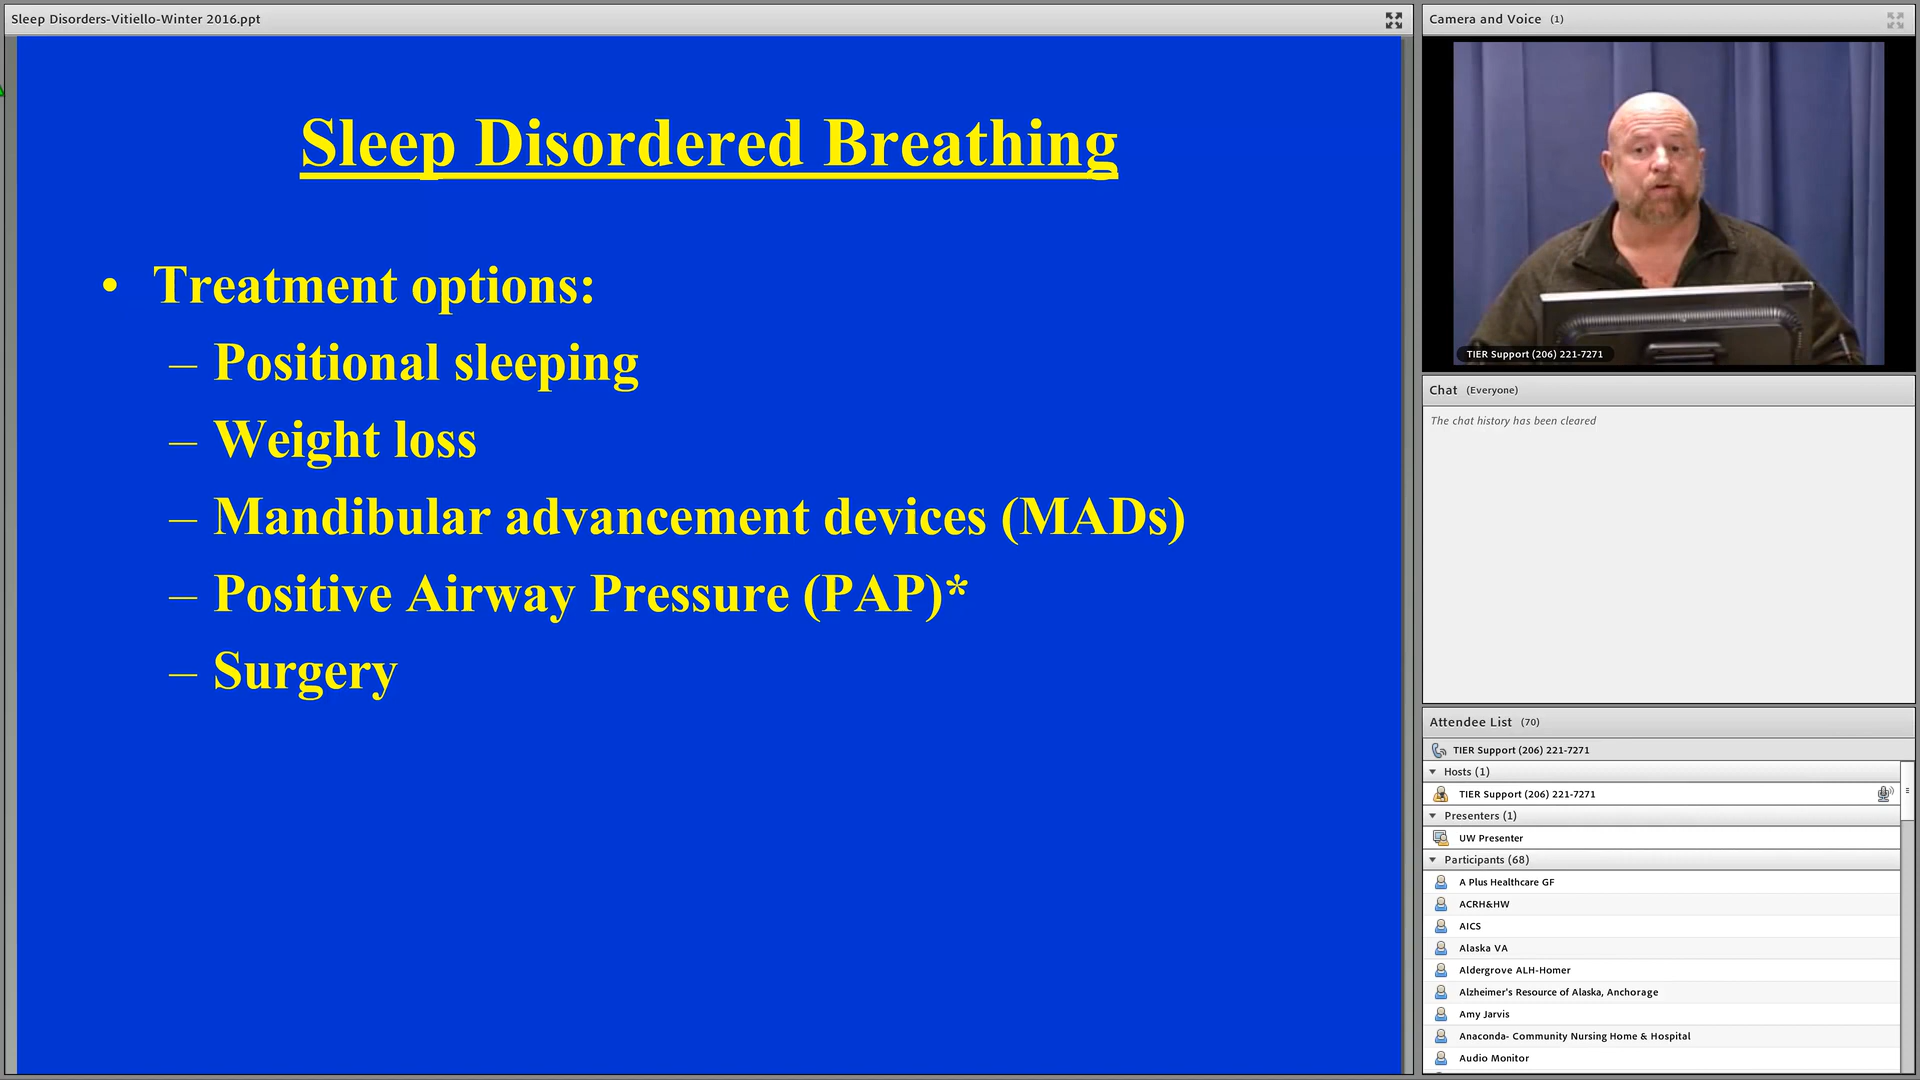 Sleep Disorders-Vitiello-Winter 2016.ppt
Sleep Disordered Breathing
• Treatment options:
– Positional sleeping
– Weight loss
– Mandibular advancement devices (MADs)
– Positive Airway Pressure (PAP)*
– Surgery
Camera and Voice (1)
TIER Support (206) 221-7271
Chat (Everyone)
The chat history has been cleared
Attendee List (70)
TIER Support (206) 221-7271
Hosts (1)
TIER Support (206) 221-7271
Presenters (1)
UW Presenter
Participants (68)
A Plus Healthcare GF
ACRH&HW
AICS
Alaska VA
Aldergrove ALH-Homer
Alzheimer's Resource of Alaska, Anchorage
Amy Jarvis
Anaconda- Community Nursing Home & Hospital
Audio Monitor